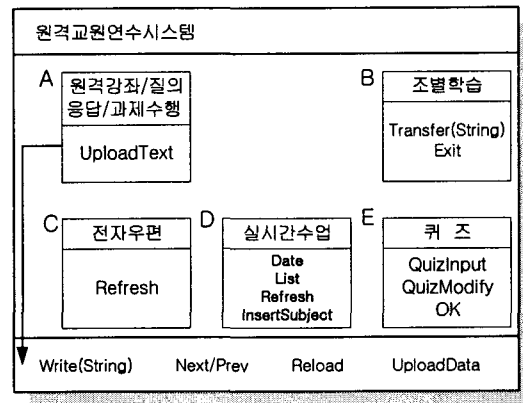 원격교원연수시스템
A
원격강좌/질의
응답/과제수행
UploadText
B
조별학습
Transfer(String)
Exit
C
전자우편
Refresh
D
실시간수업
Date
List
Refresh
InsertSubject
E
퀴 즈
QuizInput
QuizModify
OK
Write(String) Next/Prev Reload UploadData